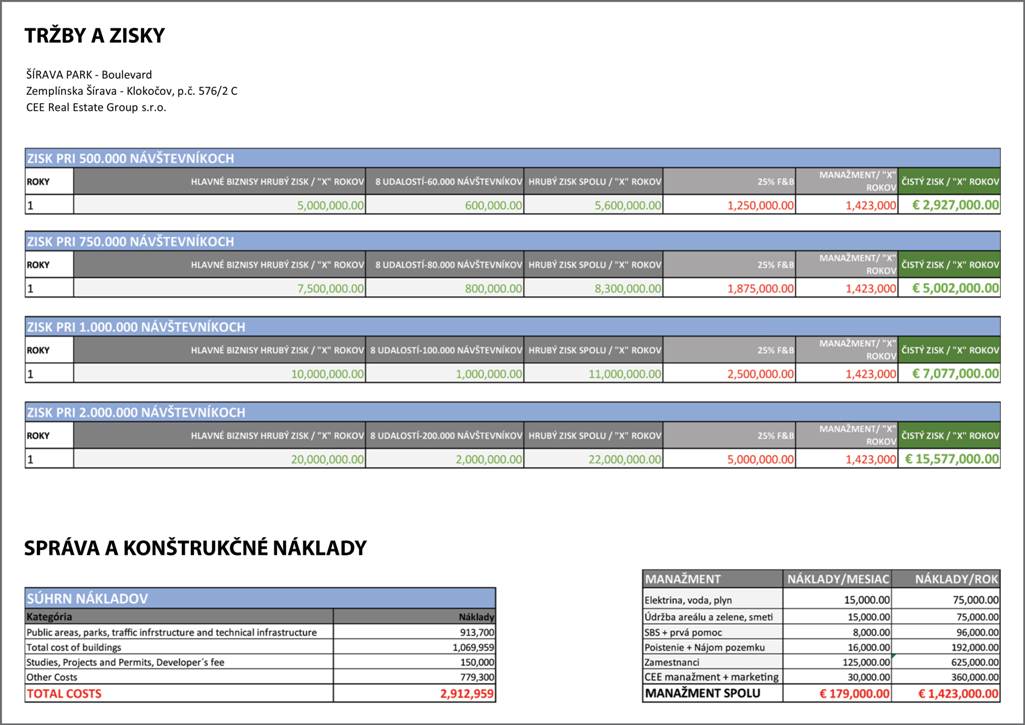 TRŽBY A ZISKY
ŠÍRAVA PARK - Boulevard
Zemplínska Šírava - Klokočov, p.č. 576/2 C
CEE Real Estate Group s.r.o.
ZISK PRI 500.000 NÁVŠTEVNÍKOCH
ROKY HLAVNÉ BIZNISY HRUBÝ ZISK / "X" ROKOV 8 UDALOSTÍ-60.000 NÁVŠTEVNÍKOV HRUBÝ ZISK SPOLU / "X" ROKOV 25% F&B MANAŽMENT/ "X" ROKOV ČISTÝ ZISK / "X" ROKOV
1 5,000,000.00 600,000.00 5,600,000.00 1,250,000.00 1,423,000 € 2,927,000.00
ZISK PRI 750.000 NÁVŠTEVNÍKOCH
ROKY HLAVNÉ BIZNISY HRUBÝ ZISK / "X" ROKOV 8 UDALOSTÍ-80.000 NÁVŠTEVNÍKOV HRUBÝ ZISK SPOLU / "X" ROKOV 25% F&B MANAŽMENT/ "X" ROKOV ČISTÝ ZISK / "X" ROKOV
1 7,500,000.00 800,000.00 8,300,000.00 1,875,000.00 1,423,000 € 5,002,000.00
ZISK PRI 1.000.000 NÁVŠTEVNÍKOCH
ROKY HLAVNÉ BIZNISY HRUBÝ ZISK / "X" ROKOV 8 UDALOSTÍ-100.000 NÁVŠTEVNÍKOV HRUBÝ ZISK SPOLU / "X" ROKOV 25% F&B MANAŽMENT/ "X" ROKOV ČISTÝ ZISK / "X" ROKOV
1 10,000,000.00 1,000,000.00 11,000,000.00 2,500,000.00 1,423,000 € 7,077,000.00
ZISK PRI 2.000.000 NÁVŠTEVNÍKOCH
ROKY HLAVNÉ BIZNISY HRUBÝ ZISK / "X" ROKOV 8 UDALOSTÍ-200.000 NÁVŠTEVNÍKOV HRUBÝ ZISK SPOLU / "X" ROKOV 25% F&B MANAŽMENT/ "X" ROKOV ČISTÝ ZISK / "X" ROKOV
1 20,000,000.00 2,000,000.00 22,000,000.00 5,000,000.00 1,423,000 € 15,577,000.00
SPRÁVA A KONŠTRUKČNÉ NÁKLADY
SÚHRN NÁKLADOV
Kategória Náklady
Public areas, parks, traffic infrstructure and technical infrastructure 913,700
Total cost of buildings 1,069,959
Studies, Projects and Permits, Developer´s fee 150,000
Other Costs 779,300
TOTAL COSTS 2,912,959
MANAŽMENT NÁKLADY/MESIAC NÁKLADY/ROK
Elektrina, voda, plyn 15,000.00 75,000.00
Údržba areálu a zelene, smeti 15,000.00 75,000.00
SBS + prvá pomoc 8,000.00 96,000.00
Poistenie + Nájom pozemku 16,000.00 192,000.00
Zamestnanci 125,000.00 625,000.00
CEE manažment + marketing 30,000.00 360,000.00
MANAŽMENT SPOLU € 179,000.00 € 1,423,000.00